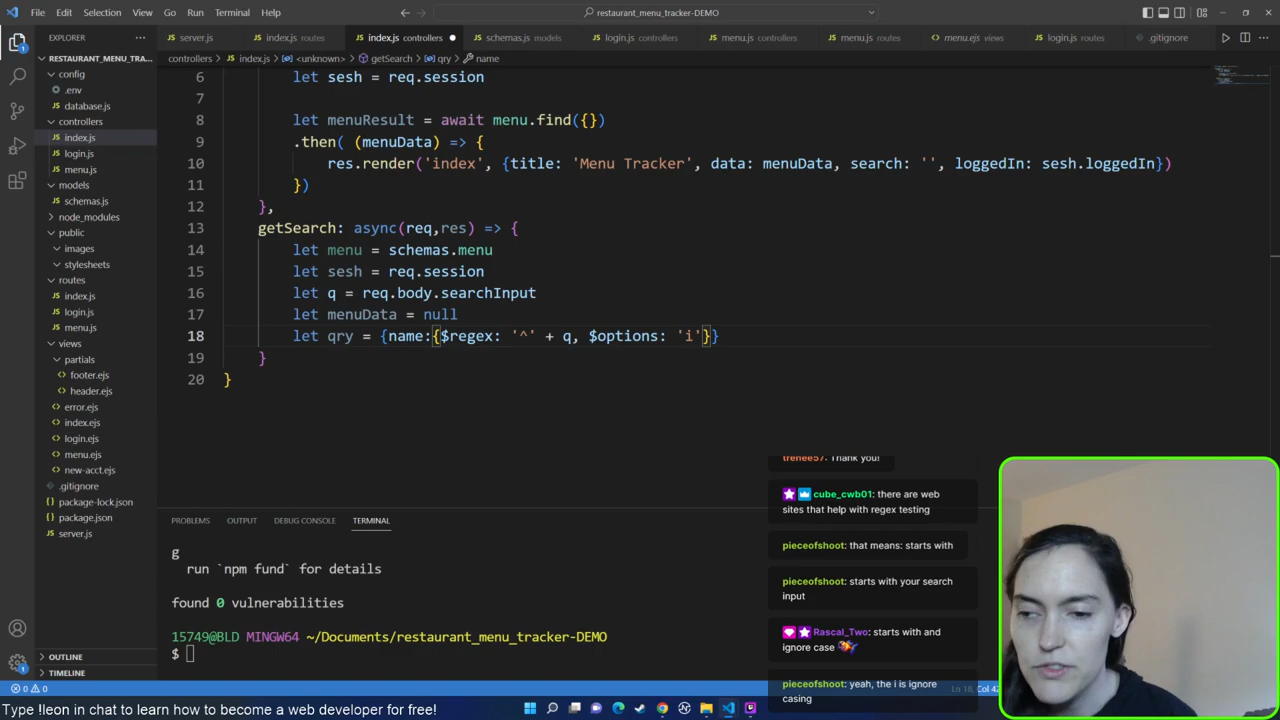 File Edit Selection View Go Run Terminal Help
restaurant_menu_tracker-DEMO
EXPLORER
server.js
index.js routes
index.js controllers
schemas.js models
login.js controllers
menu.js controllers
menu.js routes
menu.ejs views
login.js routes
.gitignore
controllers > index.js > <unknown> > getSearch > qry > name
RESTAURANT_MENU_TRA...
config
.env
database.js
controllers
index.js
login.js
menu.js
models
schemas.js
node_modules
public
images
stylesheets
routes
index.js
login.js
menu.js
views
partials
footer.ejs
header.ejs
error.ejs
index.ejs
login.ejs
menu.ejs
new-acct.ejs
.gitignore
package-lock.json
package.json
server.js
OUTLINE
TIMELINE
6 let sesh = req.session
7
8 let menuResult = await menu.find({})
9 .then( (menuData) => {
10 res.render('index', {title: 'Menu Tracker', data: menuData, search: '', loggedIn: sesh.loggedIn})
11 })
12 },
13 getSearch: async(req,res) => {
14 let menu = schemas.menu
15 let sesh = req.session
16 let q = req.body.searchInput
17 let menuData = null
18 let qry = {name:{$regex: '^' + q, $options: 'i'}}
19 }
20 }
PROBLEMS OUTPUT DEBUG CONSOLE TERMINAL
g
run `npm fund` for details
found 0 vulnerabilities
15749@BLD MINGW64 ~/Documents/restaurant_menu_tracker-DEMO
$
trenee57: Thank you!
cube_cwb01: there are web
sites that help with regex testing
pieceofshoot: that means: starts with
pieceofshoot: starts with your search
input
Rascal_Two: starts with and
ignore case
pieceofshoot: yeah, the i is ignore
casing
0 0
Ln 18, Col 42
Type !leon in chat to learn how to become a web developer for free!